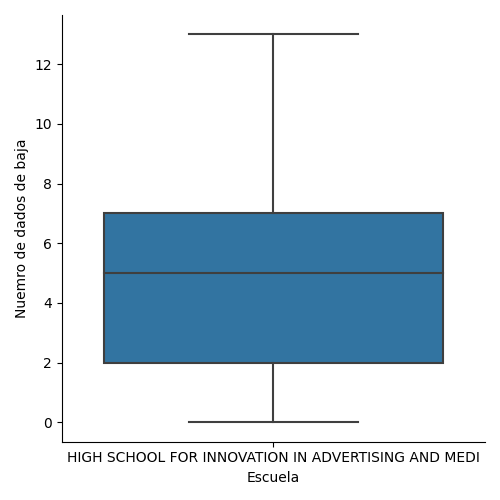 12
10
8
6
4
2
0
Nuemro de dados de baja
HIGH SCHOOL FOR INNOVATION IN ADVERTISING AND MEDI
Escuela